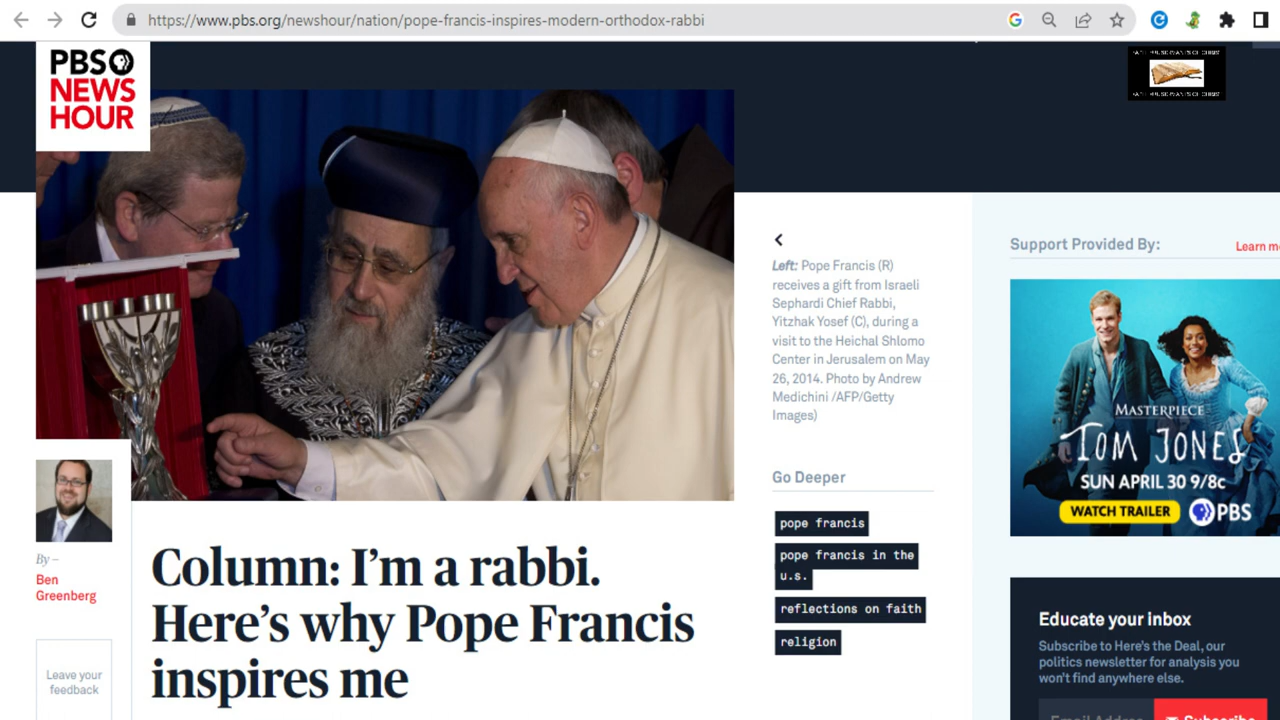 https://www.pbs.org/newshour/nation/pope-francis-inspires-modern-orthodox-rabbi
PBS
NEWS
HOUR
Left: Pope Francis (R)
receives a gift from Israeli
Sephardi Chief Rabbi,
Yitzhak Yosef (C), during a
visit to the Heichal Shlomo
Center in Jerusalem on May
26, 2014. Photo by Andrew
Medichini /AFP/Getty
Images)
Go Deeper
pope francis
pope francis in the
u.s.
reflections on faith
religion
By –
Ben
Greenberg
Leave your
feedback
Column: I'm a rabbi.
Here's why Pope Francis
inspires me
Support Provided By:
Learn m
MASTERPIECE
TOM JONES
SUN APRIL 30 9/8c
WATCH TRAILER
PBS
Educate your inbox
Subscribe to Here's the Deal, our
politics newsletter for analysis you
won't find anywhere else.
Email Addres
Subscribe